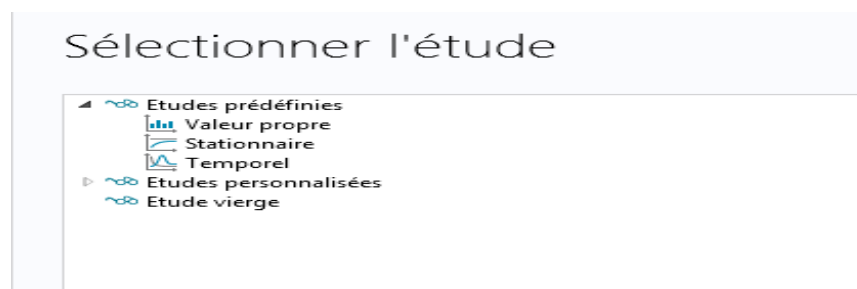 Sélectionner l'étude
Etudes prédéfinies
Valeur propre
Stationnaire
Temporel
Etudes personnalisées
Etude vierge